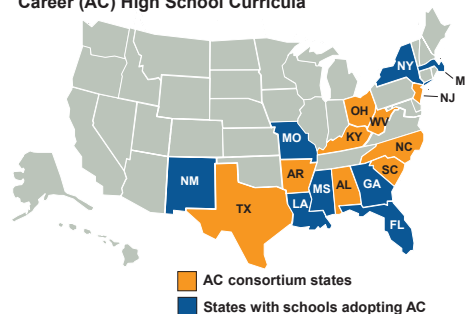 Career (AC) High School Curricula
NY
M
NJ
OH
WV
MO
KY
NC
AR
SC
NM
MS
AL
GA
LA
TX
FL
AC consortium states
States with schools adopting AC